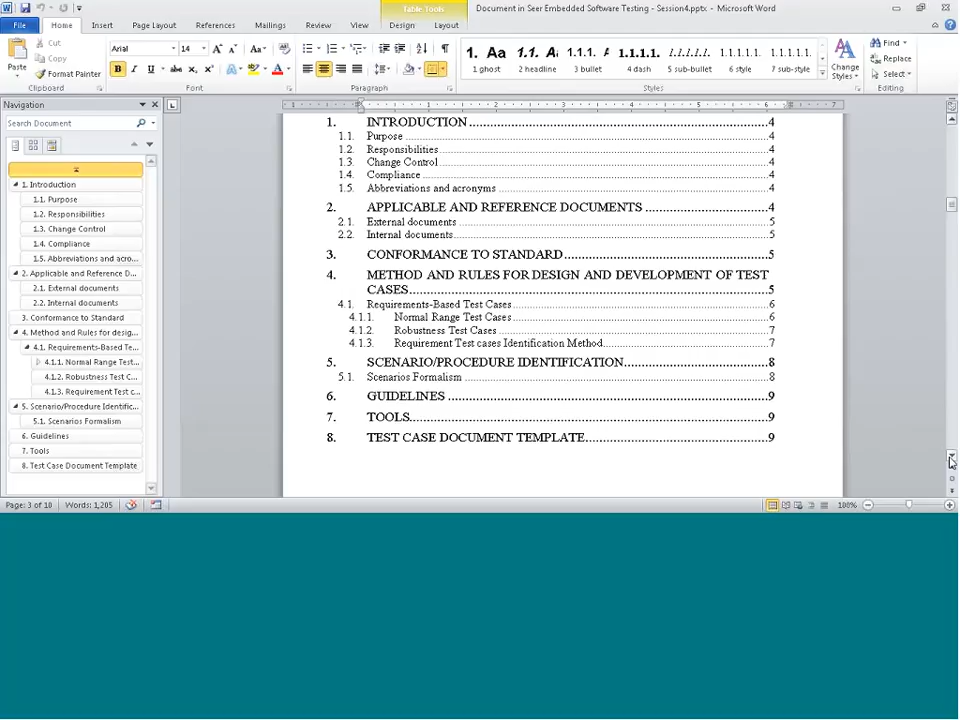 Table Tools
Document in Seer Embedded Software Testing - Session4.pptx - Microsoft Word
File Home Insert Page Layout References Mailings Review View Design Layout
Paste
Cut
Copy
Format Painter
Arial 14
Clipboard Font Paragraph Styles Editing
1. Aa 1.1. A 1.1.1. A 1.1.1.1. 1.1.1.1. 1.1.1.1. 1.1.1.1.
1 ghost 2 headline 3 bullet 4 dash 5 sub-bullet 6 style 7 sub-style
Change Styles
Find
Replace
Select
Navigation
Search Document
1. Introduction
1.1. Purpose
1.2. Responsibilities
1.3. Change Control
1.4. Compliance
1.5. Abbreviations and acro...
2. Applicable and Reference D...
2.1. External documents
2.2. Internal documents
3. Conformance to Standard
4. Method and Rules for desig...
4.1. Requirements-Based Te...
4.1.1. Normal Range Test...
4.1.2. Robustness Test C...
4.1.3. Requirement Test c...
5. Scenario/Procedure Identific...
5.1. Scenarios Formalism
6. Guidelines
7. Tools
8. Test Case Document Template
1. INTRODUCTION 4
1.1. Purpose 4
1.2. Responsibilities 4
1.3. Change Control 4
1.4. Compliance 4
1.5. Abbreviations and acronyms 4
2. APPLICABLE AND REFERENCE DOCUMENTS 4
2.1. External documents 5
2.2. Internal documents 5
3. CONFORMANCE TO STANDARD 5
4. METHOD AND RULES FOR DESIGN AND DEVELOPMENT OF TEST
CASES 5
4.1. Requirements-Based Test Cases 6
4.1.1. Normal Range Test Cases 6
4.1.2. Robustness Test Cases 7
4.1.3. Requirement Test cases Identification Method 7
5. SCENARIO/PROCEDURE IDENTIFICATION 8
5.1. Scenarios Formalism 8
6. GUIDELINES 9
7. TOOLS 9
8. TEST CASE DOCUMENT TEMPLATE 9
Page: 3 of 10 Words: 1,205 100%